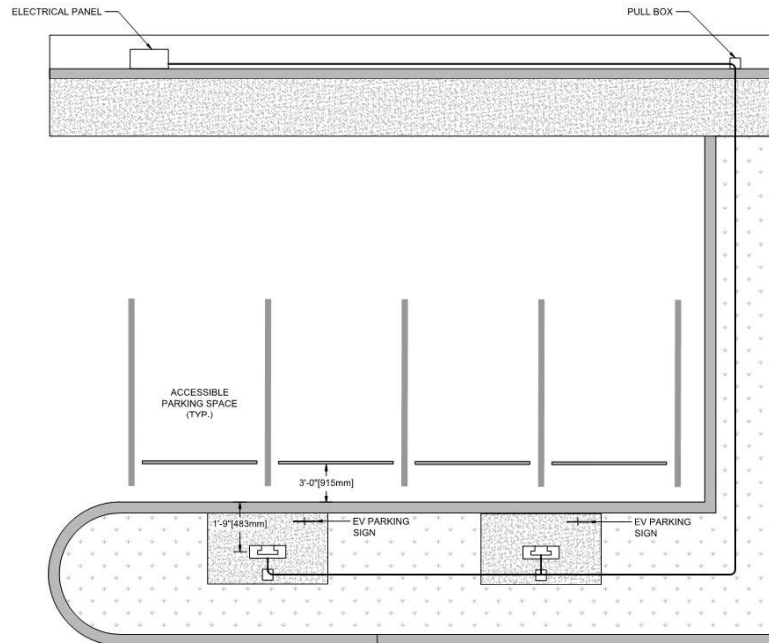 ELECTRICAL PANEL
PULL BOX
ACCESSIBLE
PARKING SPACE
(TYP.)
3'-0"[915mm]
1'-9"[483mm]
EV PARKING
SIGN
EV PARKING
SIGN